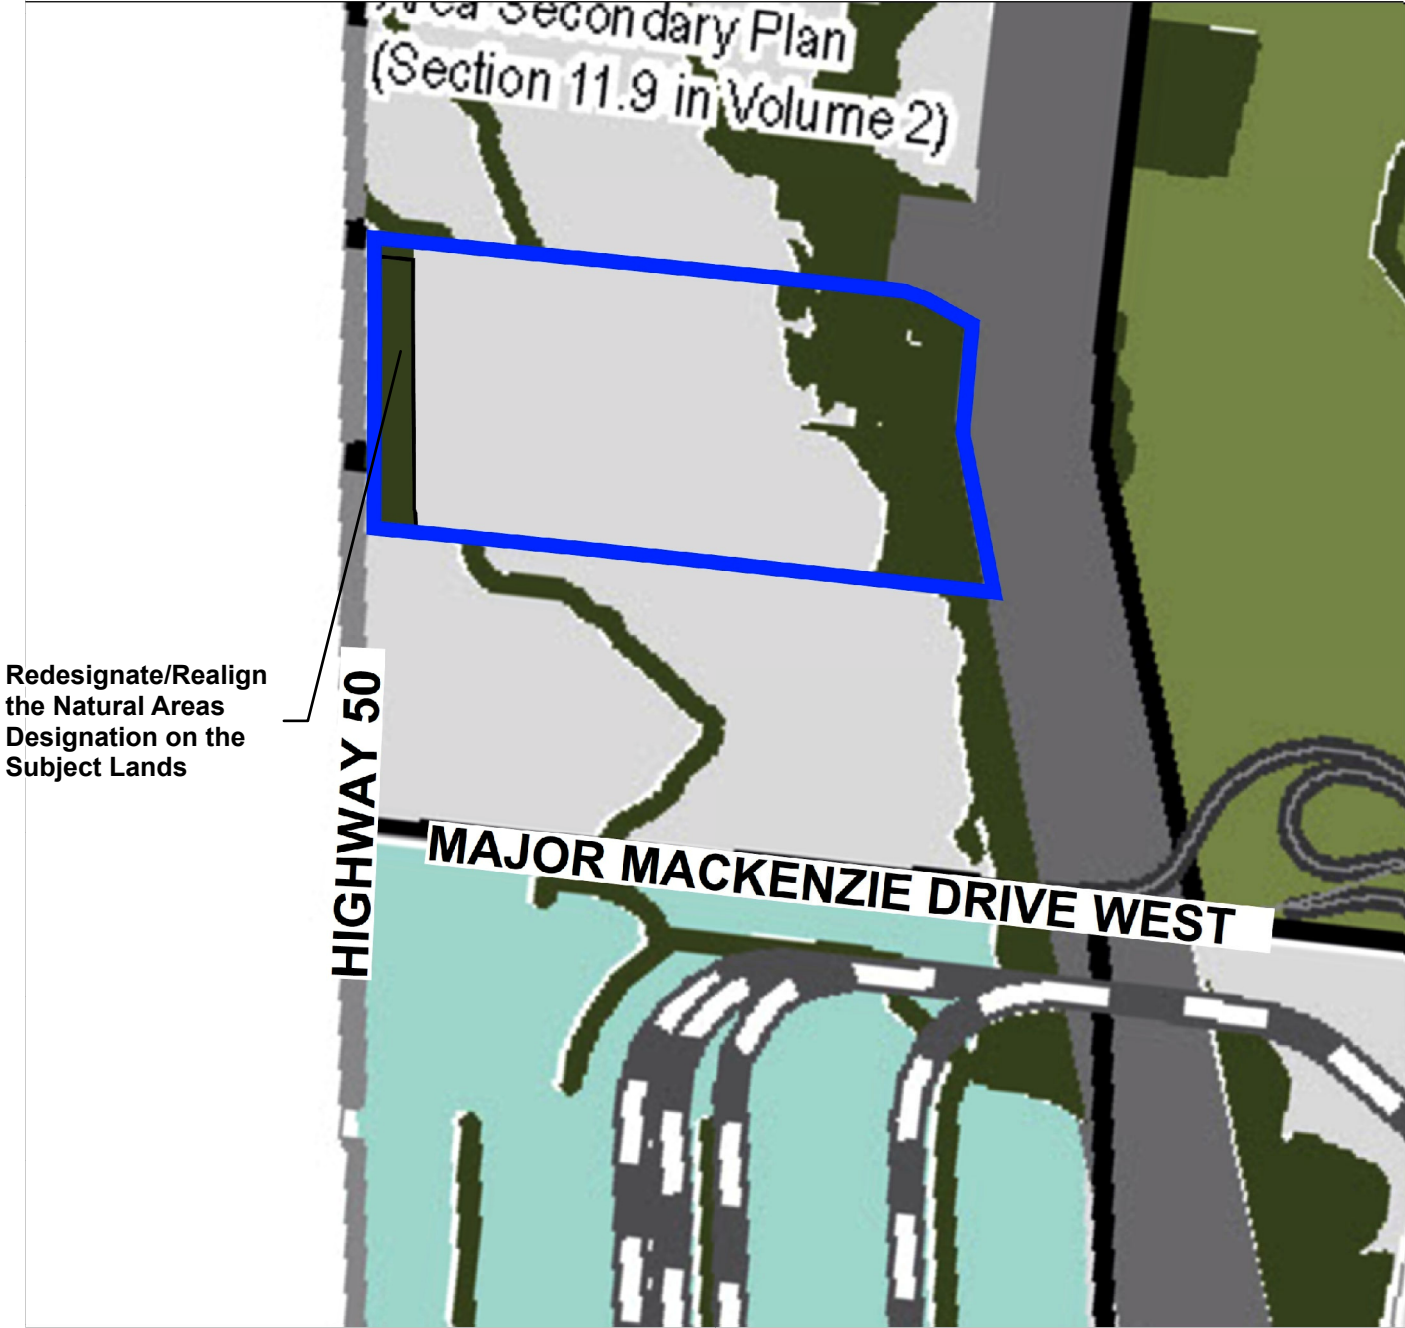 Area Secondary Plan
(Section 11.9 in Volume 2)
Redesignate/Realign
the Natural Areas
Designation on the
Subject Lands
HIGHWAY 50
MAJOR MACKENZIE DRIVE WEST